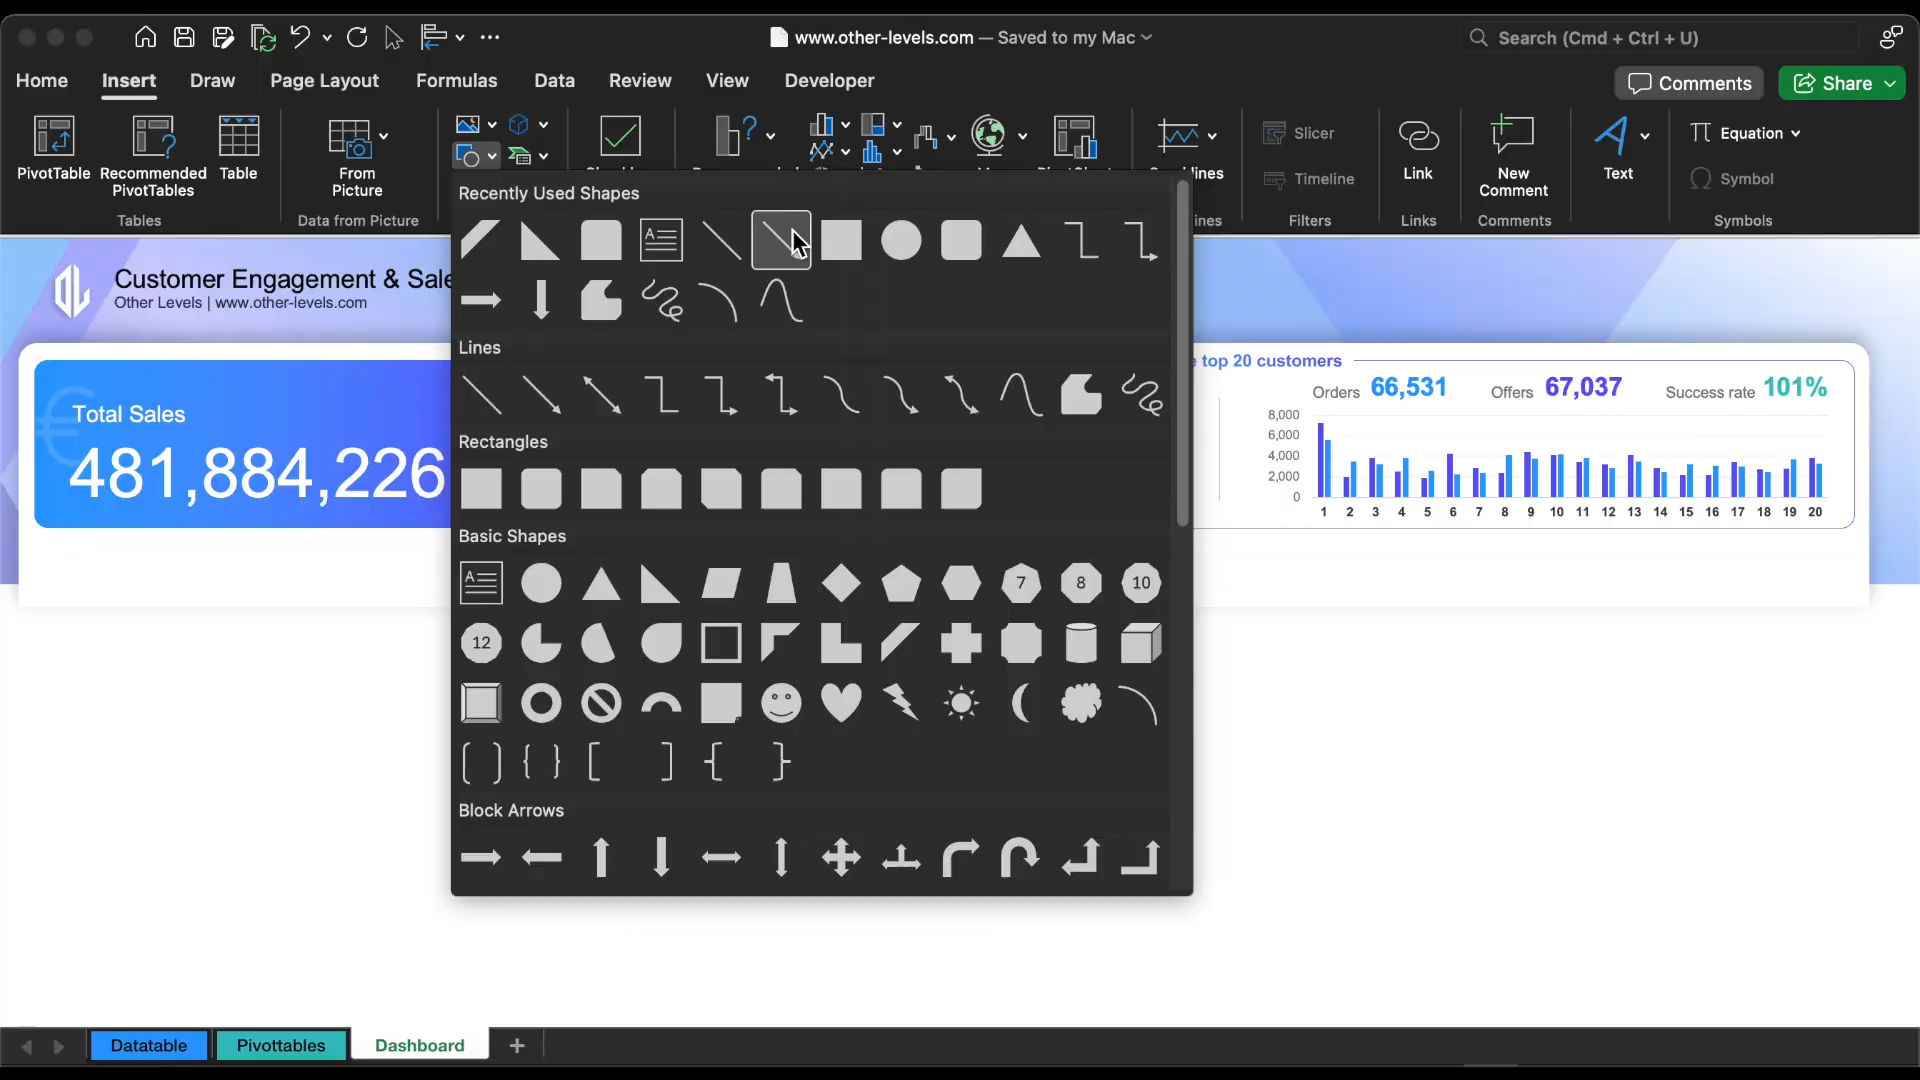 www.other-levels.com — Saved to my Mac
Search (Cmd + Ctrl + U)
Home Insert Draw Page Layout Formulas Data Review View Developer
Comments Share
PivotTable
Recommended
PivotTables
Table
Tables
From
Picture
Data from Picture
Slicer
Timeline
Filters
Link
Links
New
Comment
Comments
Text
Equation
Symbol
Symbols
Recently Used Shapes
Lines
Rectangles
Basic Shapes
7 8 10
12
Block Arrows
Customer Engagement &
Other Levels | www.other-levels.com
Total Sales
481,884,226
top 20 customers
Orders 66,531 Offers 67,037 Success rate 101%
8,000
6,000
4,000
2,000
0
1 2 3 4 5 6 7 8 9 10 11 12 13 14 15 16 17 18 19 20
Datatable Pivottables Dashboard